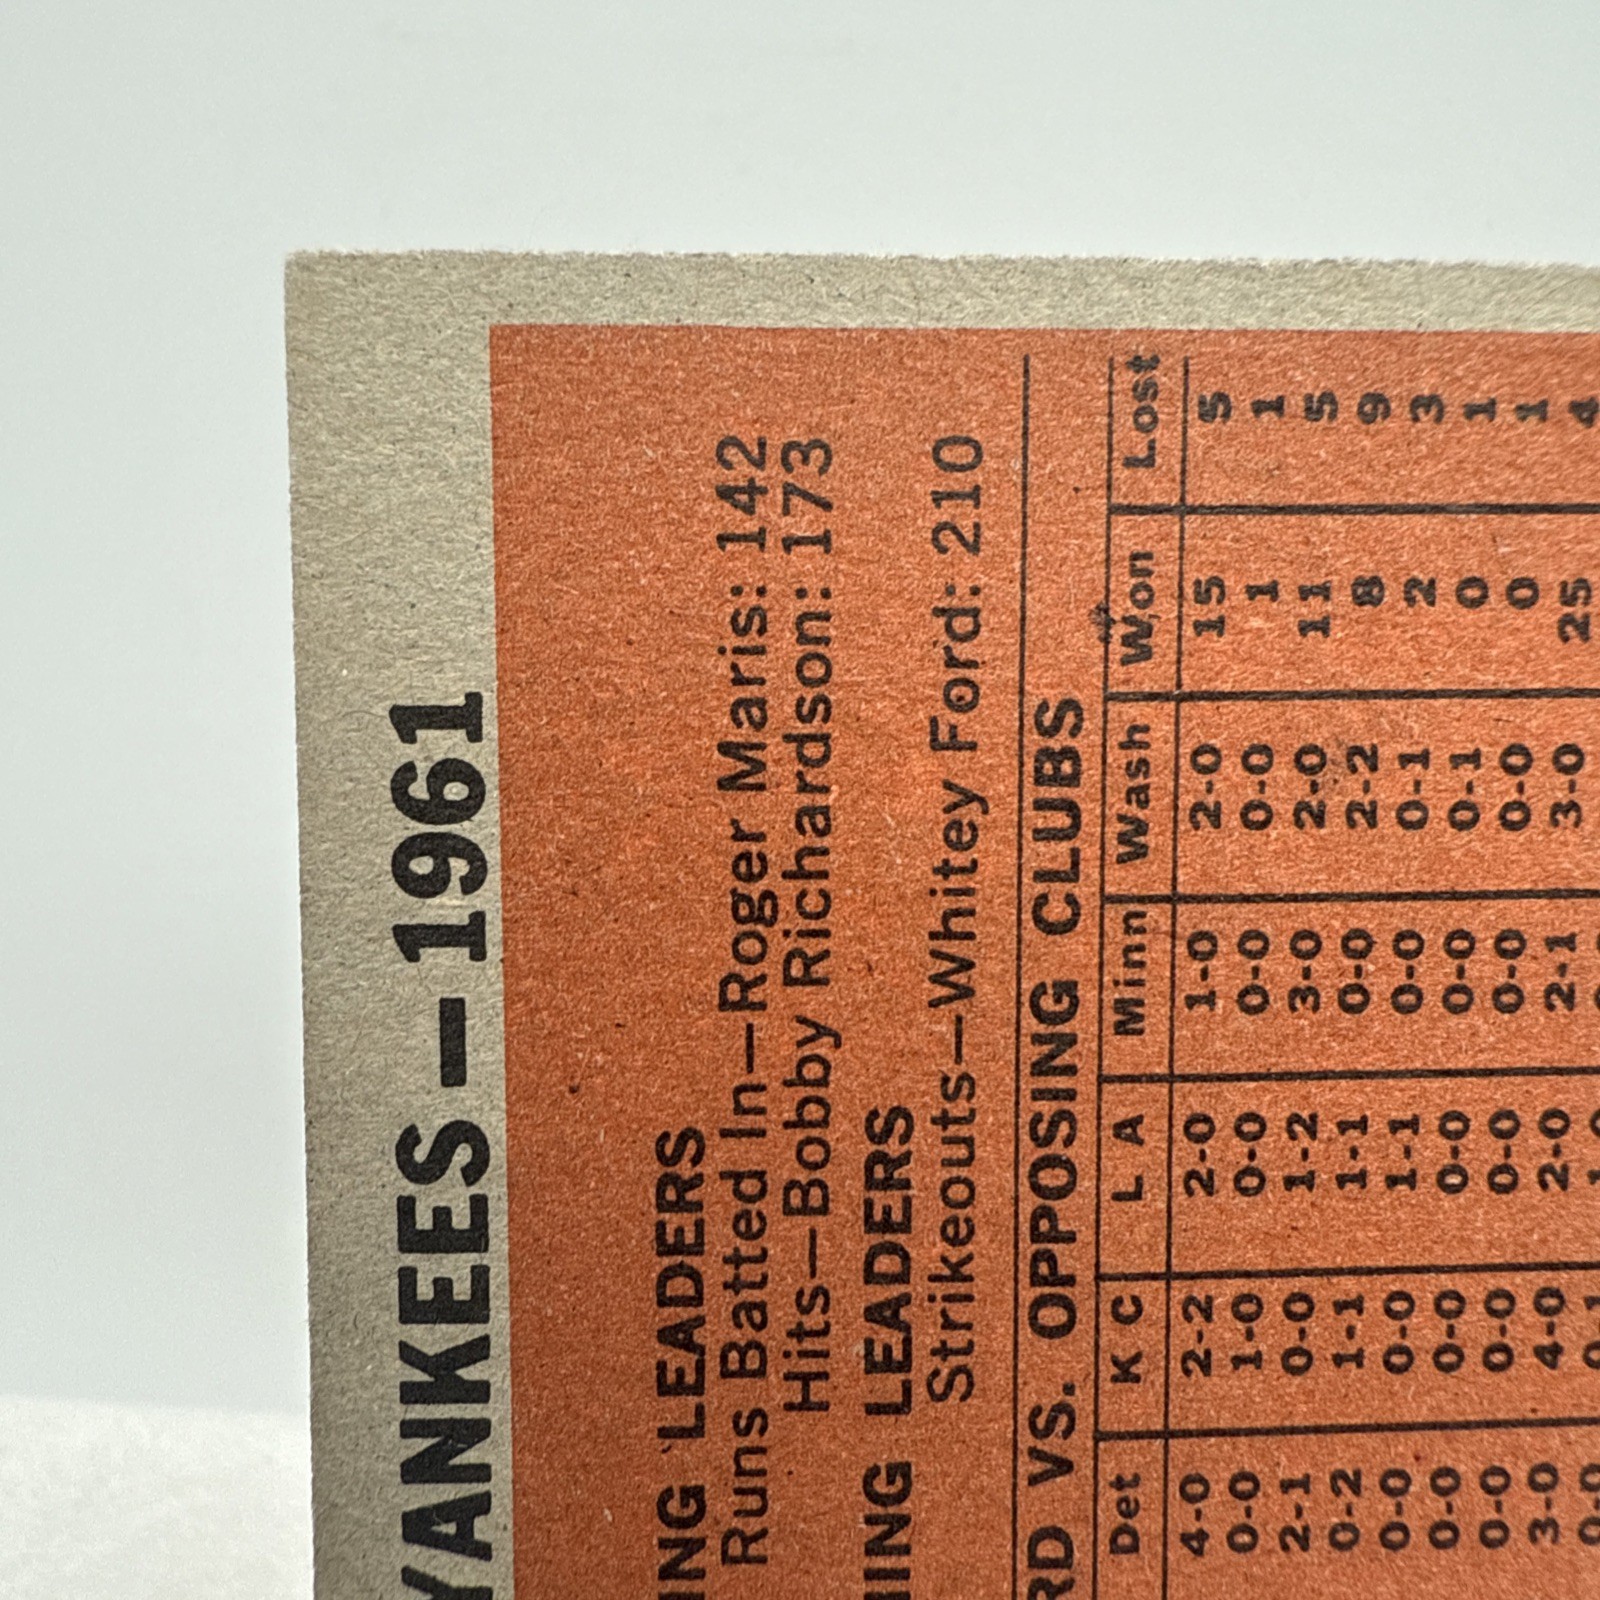 YANKEES—1961
ING LEADERS
Runs Batted In—Roger Maris: 142
Hits—Bobby Richardson: 173
ING LEADERS
Strikeouts—Whitey Ford: 210
RD VS. OPPOSING CLUBS
Det K C L A Minn Wash Won Lost
4-0 2-2 2-0 1-0 2-0 15 5
0-0 1-0 0-0 0-0 0-0 1 1
2-1 0-0 1-2 3-0 2-0 11 5
0-2 1-1 1-1 0-0 2-2 8 9
0-0 0-0 1-1 0-0 0-1 2 3
0-0 0-0 0-0 0-0 0-1 0 1
0-0 0-0 0-0 0-0 0-0 0 1
3-0 4-0 2-0 2-1 3-0 25 4
0-0 0-1